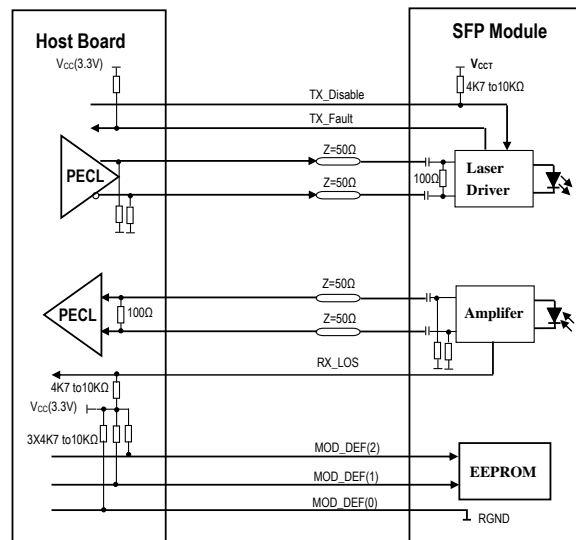 Host Board
SFP Module
VCC(3.3V)
VCCT
4K7 to10KΩ
TX_Disable
TX_Fault
Z=50Ω
PECL
100Ω
Laser
Driver
Z=50Ω
Z=50Ω
PECL
100Ω
Amplifer
Z=50Ω
RX_LOS
4K7 to10KΩ
VCC(3.3V)
3X4K7 to10KΩ
MOD_DEF(2)
EEPROM
MOD_DEF(1)
MOD_DEF(0)
RGND